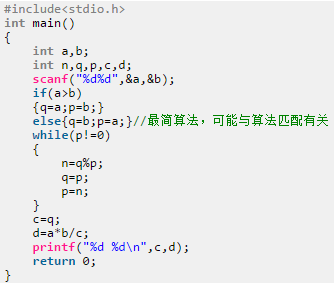 #include<stdio.h>
int main()
{
    int a,b;
    int n,q,p,c,d;
    scanf("%d%d",&a,&b);
    if(a>b)
    {q=a;p=b;}
    else{q=b;p=a;}//最简算法，可能与算法匹配有关
    while(p!=0)
    {
        n=q%p;
        q=p;
        p=n;
    }
    c=q;
    d=a*b/c;
    printf("%d %d\n",c,d);
    return 0;
}